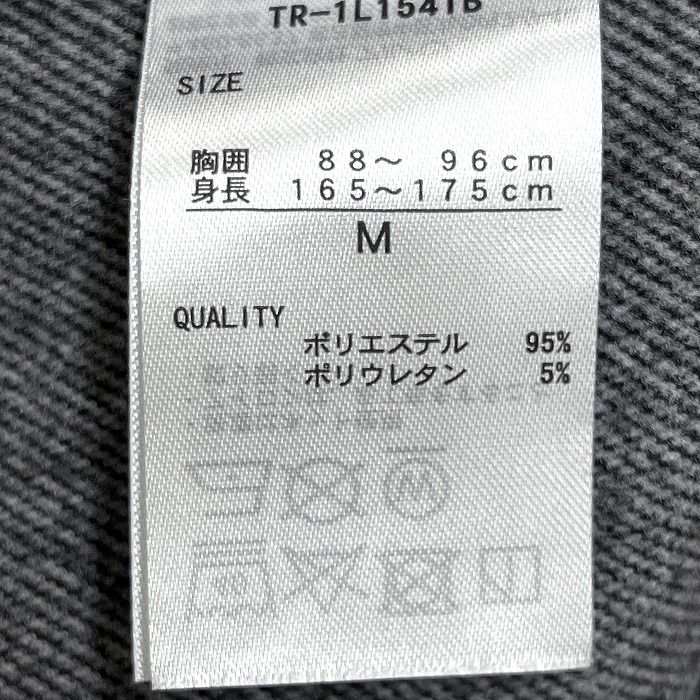 TR-1L1541B
SIZE
胸囲 88～ 96cm
身長 165～175cm
M
QUALITY
ポリエステル 95%
ポリウレタン 5%